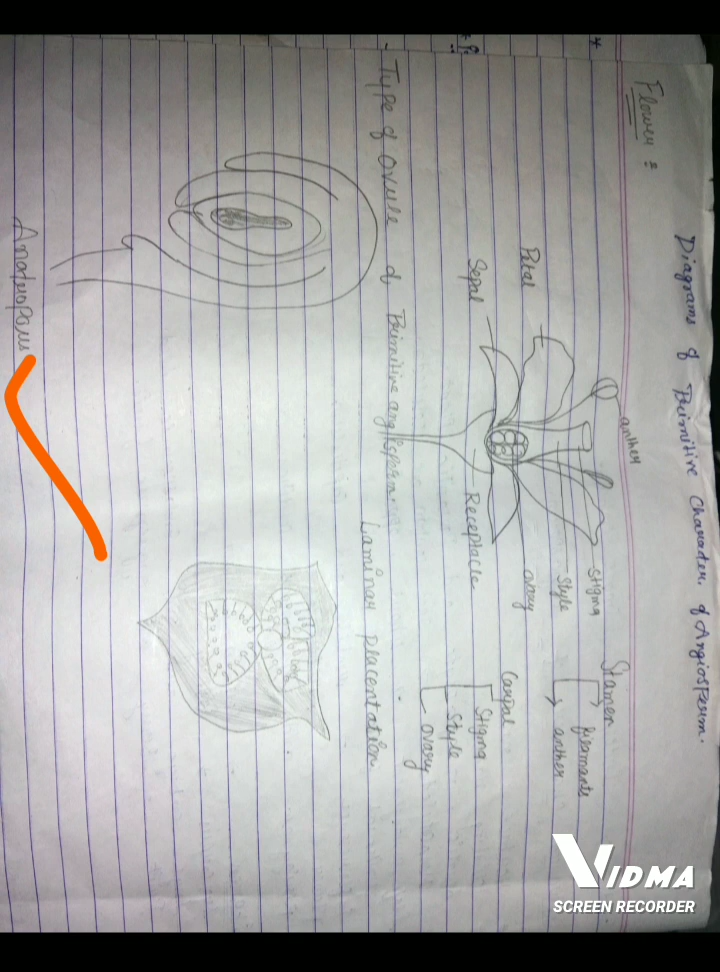 Diagrams of Primitive Character of Angiosperm.
Flower :
anther
Petal
Sepal
stigma
style
ovary
Receptacle
Stamen
filamants
anther
Carpal
Stigma
Style
ovary
Type of ovule of Primitive angiosperm.
Laminar placentation
Anatropous
VIDMA
SCREEN RECORDER